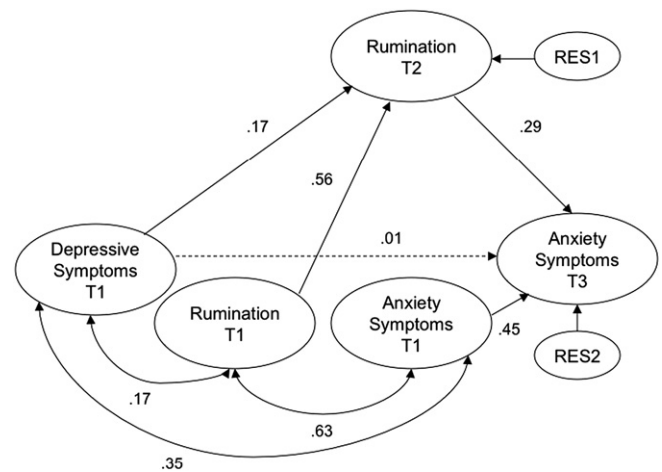 Rumination
T2
RES1
.17
.29
.56
Depressive
Symptoms
T1
.01
Anxiety
Symptoms
T3
Rumination
T1
Anxiety
Symptoms
T1
.45
RES2
.17
.63
.35